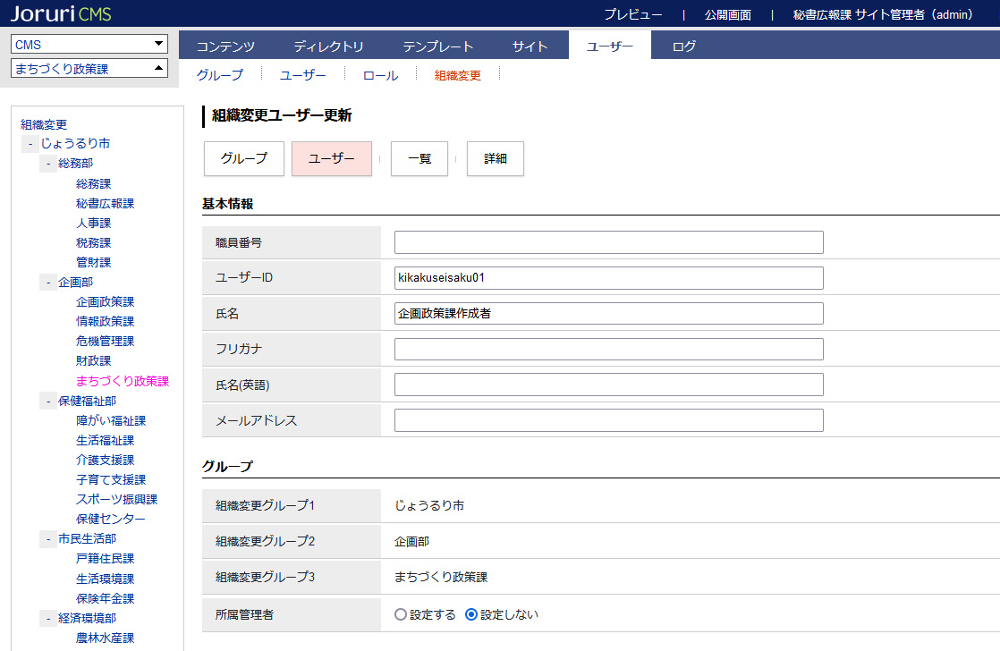 Joruri CMS
プレビュー | 公開画面 | 秘書広報課 サイト管理者 (admin)
CMS
まちづくり政策課
コンテンツ ディレクトリ テンプレート サイト ユーザー ログ
グループ ユーザー ロール 組織変更
組織変更
- じょうるり市
- 総務部
総務課
秘書広報課
人事課
税務課
管財課
- 企画部
企画政策課
情報政策課
危機管理課
財政課
まちづくり政策課
- 保健福祉部
障がい福祉課
生活福祉課
介護支援課
子育て支援課
スポーツ振興課
保健センター
- 市民生活部
戸籍住民課
生活環境課
保険年金課
- 経済環境部
農林水産課
組織変更ユーザー更新
グループ ユーザー 一覧 詳細
基本情報
職員番号
ユーザーID kikakuseisaku01
氏名 企画政策課作成者
フリガナ
氏名(英語)
メールアドレス
グループ
組織変更グループ1 じょうるり市
組織変更グループ2 企画部
組織変更グループ3 まちづくり政策課
所属管理者 設定する 設定しない